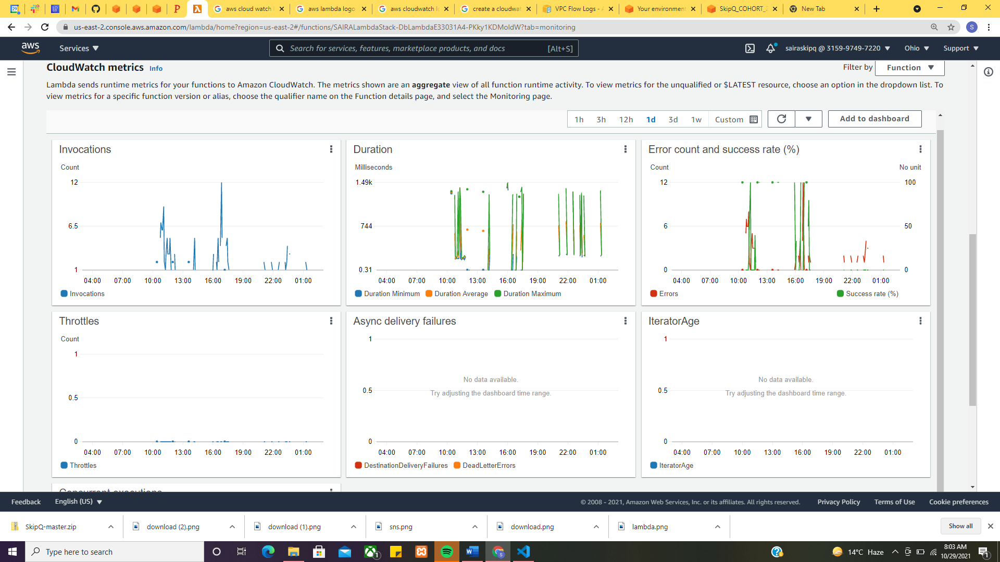 aws cloud watch l
aws lambda logo
aws cloudwatch lo
create a cloudwat
VPC Flow Logs - A
Your environment
SkipQ_COHORT_2
New Tab
us-east-2.console.aws.amazon.com/lambda/home?region=us-east-2#/functions/SAIRALambdaStack-DbLambdaE33031A4-PKky1KDMoIdW?tab=monitoring
S
aws
Services
Search for services, features, marketplace products, and docs
[Alt+S]
sairaskipq @ 3159-9749-7220
Ohio
Support
CloudWatch metrics Info
Filter by
Function
Lambda sends runtime metrics for your functions to Amazon CloudWatch. The metrics shown are an aggregate view of all function runtime activity. To view metrics for the unqualified or $LATEST resource, choose an option in the dropdown list. To
view metrics for a specific function version or alias, choose the qualifier name on the Function details page, and select the Monitoring page.
1h 3h 12h 1d 3d 1w Custom
Add to dashboard
Invocations
Count
12
6.5
1
04:00 07:00 10:00 13:00 16:00 19:00 22:00 01:00
Invocations
Duration
Milliseconds
1.49k
744
0.31
04:00 07:00 10:00 13:00 16:00 19:00 22:00 01:00
Duration Minimum Duration Average Duration Maximum
Error count and success rate (%)
Count No unit
12 100
6 50
0 0
04:00 07:00 10:00 13:00 16:00 19:00 22:00 01:00
Errors Success rate (%)
Throttles
Count
1
0.5
0
04:00 07:00 10:00 13:00 16:00 19:00 22:00 01:00
Throttles
Async delivery failures
1
No data available.
0.5
Try adjusting the dashboard time range.
0
04:00 07:00 10:00 13:00 16:00 19:00 22:00 01:00
DestinationDeliveryFailures DeadLetterErrors
IteratorAge
1
No data available.
0.5
Try adjusting the dashboard time range.
0
04:00 07:00 10:00 13:00 16:00 19:00 22:00 01:00
IteratorAge
Concurrent executions
Feedback
English (US)
© 2008 - 2021, Amazon Web Services, Inc. or its affiliates. All rights reserved.
Privacy Policy
Terms of Use
Cookie preferences
SkipQ-master.zip
download (2).png
download (1).png
sns.png
download.png
lambda.png
Show all
Type here to search
14°C Haze
8:03 AM
10/29/2021